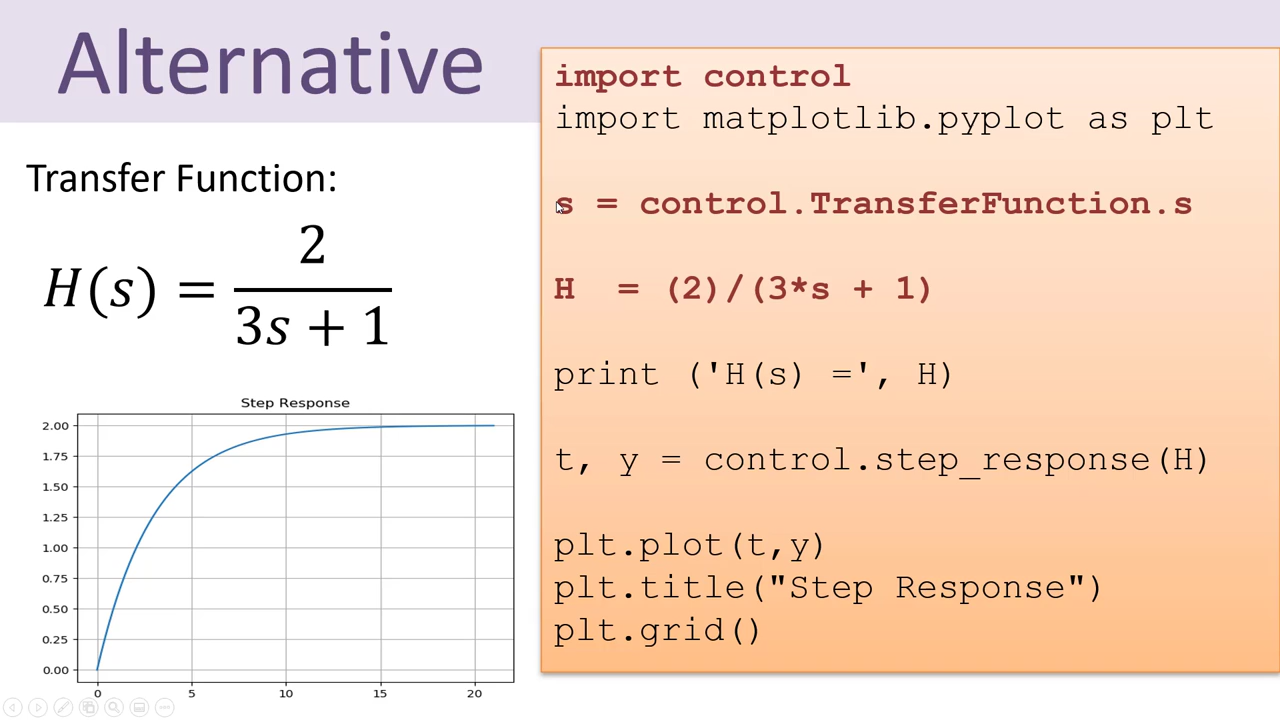 Alternative
Transfer Function:
H(s) = 2 / (3s + 1)
Step Response
2.00
1.75
1.50
1.25
1.00
0.75
0.50
0.25
0.00
0 5 10 15 20
import control
import matplotlib.pyplot as plt
s = control.TransferFunction.s
H  = (2)/(3*s + 1)
print ('H(s) =', H)
t, y = control.step_response(H)
plt.plot(t,y)
plt.title("Step Response")
plt.grid()